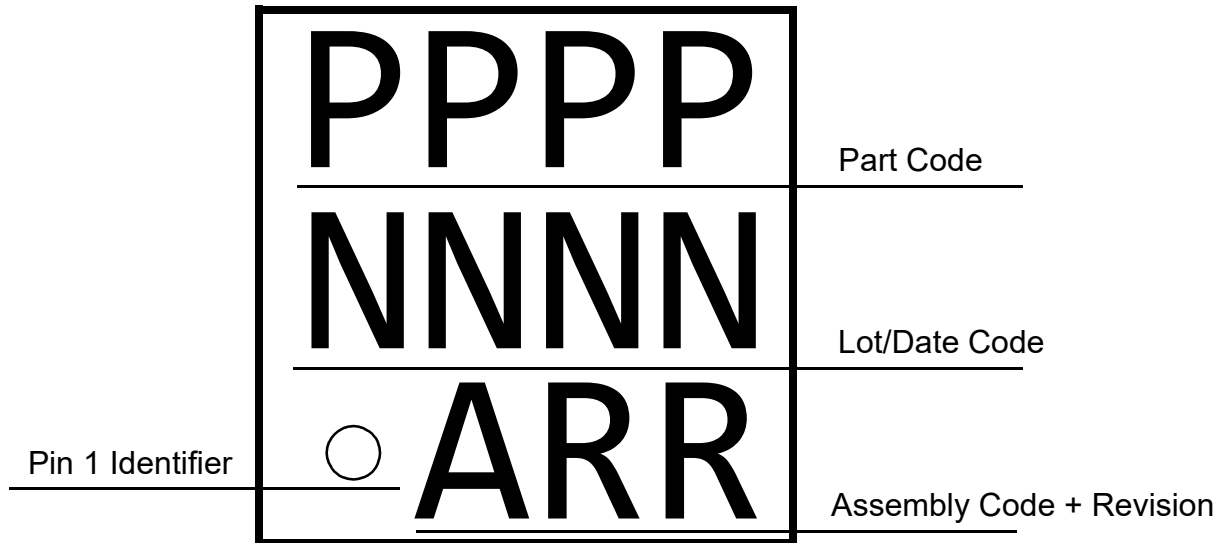 PPPP
Part Code
NNNN
Lot/Date Code
ARR
Pin 1 Identifier
Assembly Code + Revision